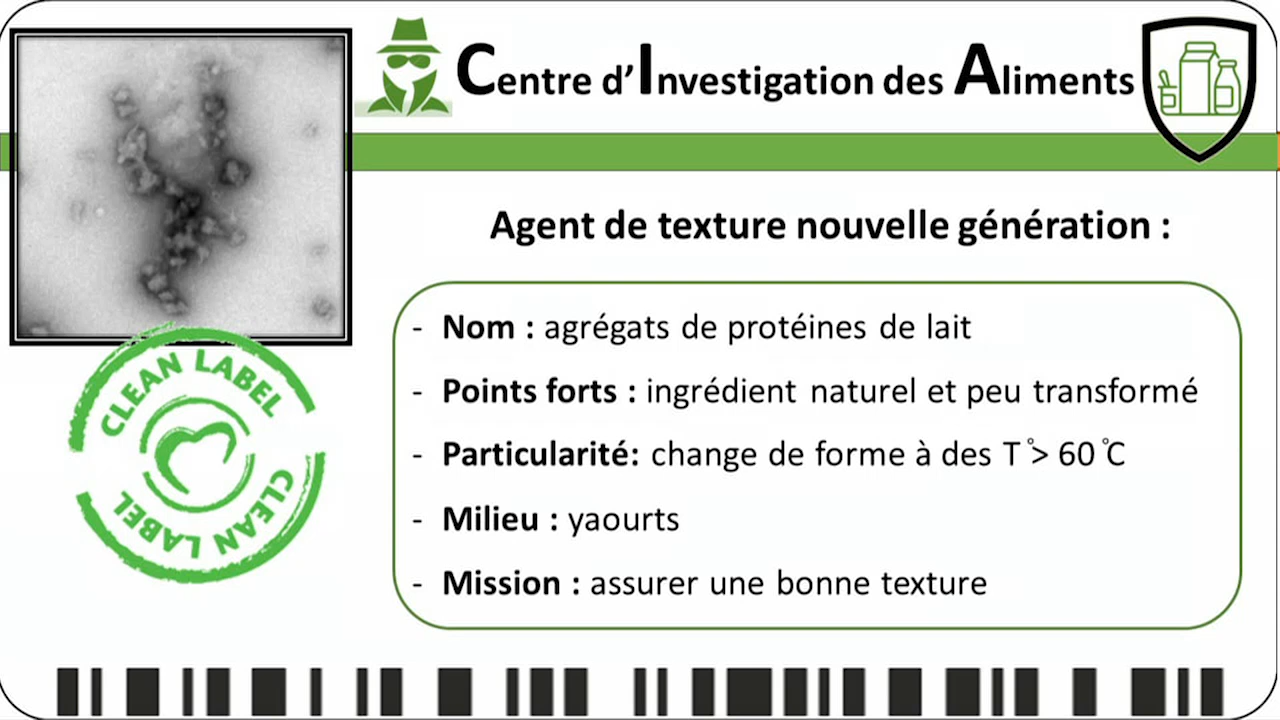 Centre d’Investigation des Aliments
Agent de texture nouvelle génération :
- Nom : agrégats de protéines de lait
- Points forts : ingrédient naturel et peu transformé
- Particularité: change de forme à des T°> 60 °C
- Milieu : yaourts
- Mission : assurer une bonne texture
CLEAN LABEL
CLEAN LABEL